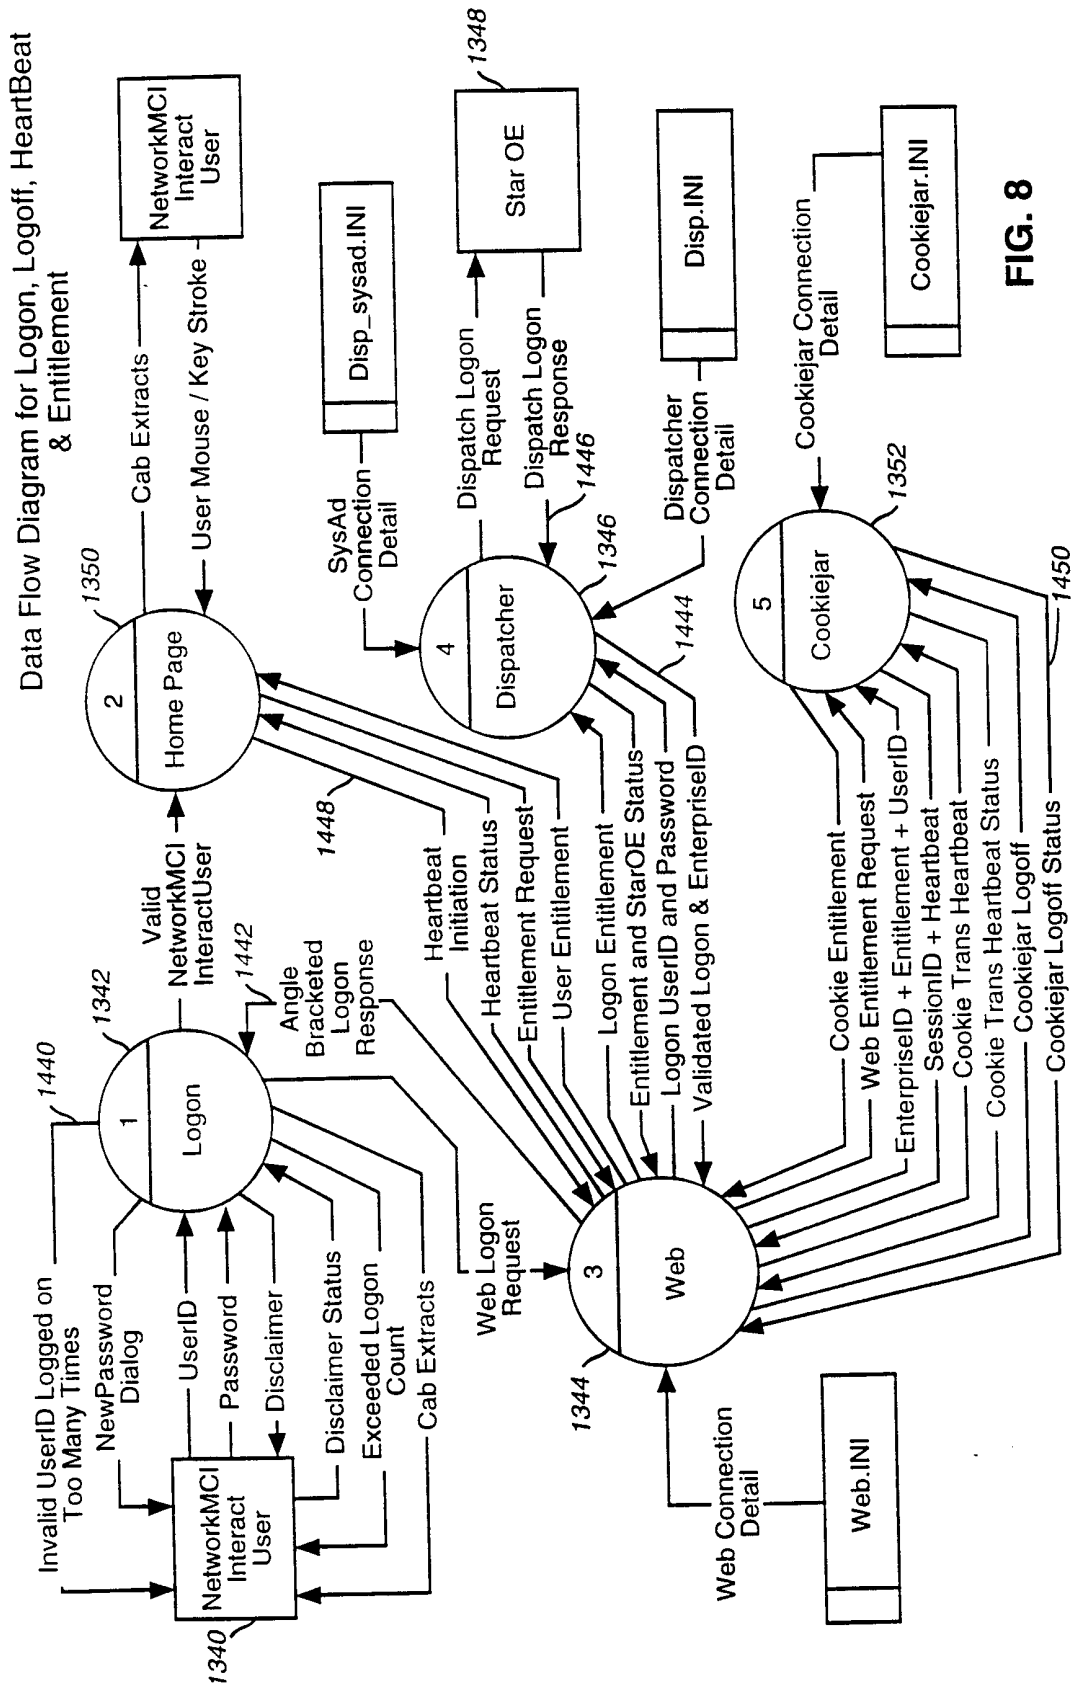 Data Flow Diagram for Logon, Logoff, HeartBeat
& Entitlement
1440
Invalid UserID Logged on
Too Many Times
NewPassword
Dialog
UserID
Password
Disclaimer
Disclaimer Status
Exceeded Logon
Count
Cab Extracts
NetworkMCI
Interact
User
1340
1342
1
Logon
1442
Angle
Bracketed
Logon
Response
Web Logon
Request
Valid
NetworkMCI
InteractUser
1350
2
Home Page
1448
Cab Extracts
User Mouse / Key Stroke
NetworkMCI
Interact
User
Heartbeat
Initiation
Heartbeat Status
Entitlement Request
User Entitlement
Logon Entitlement
Entitlement and StarOE Status
Logon UserID and Password
Validated Logon & EnterpriseID
1344
3
Web
Web Connection
Detail
Web.INI
SysAd
Connection
Detail
Disp_sysad.INI
4
Dispatcher
1346
1444
Dispatch Logon
Request
Dispatch Logon
Response
1446
Star OE
1348
Dispatcher
Connection
Detail
Disp.INI
Cookie Entitlement
Web Entitlement Request
EnterpriseID + Entitlement + UserID
SessionID + Heartbeat
Cookie Trans Heartbeat
Cookie Trans Heartbeat Status
Cookiejar Logoff
Cookiejar Logoff Status
1450
5
Cookiejar
1352
Cookiejar Connection
Detail
Cookiejar.INI
FIG. 8